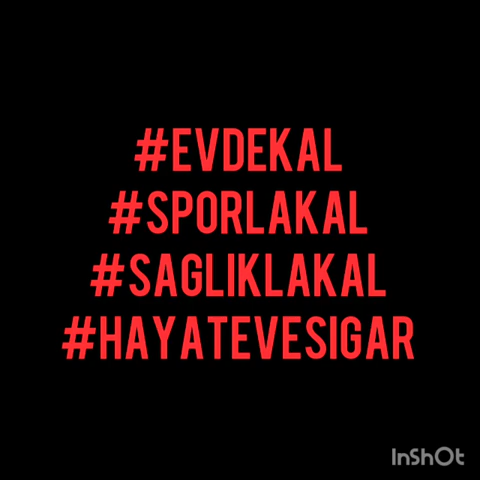 #EVDEKAL
#SPORLAKAL
#SAGLIKLAKAL
#HAYATEVESIGAR
InShOt